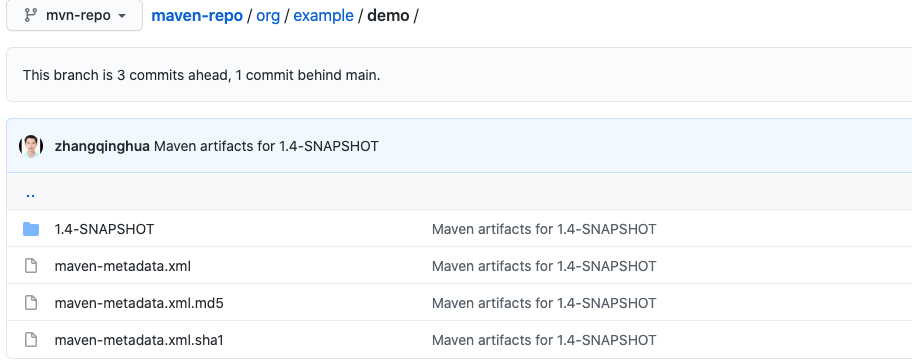 mvn-repo maven-repo / org / example / demo /
This branch is 3 commits ahead, 1 commit behind main.
zhangqinghua Maven artifacts for 1.4-SNAPSHOT
..
1.4-SNAPSHOT Maven artifacts for 1.4-SNAPSHOT
maven-metadata.xml Maven artifacts for 1.4-SNAPSHOT
maven-metadata.xml.md5 Maven artifacts for 1.4-SNAPSHOT
maven-metadata.xml.sha1 Maven artifacts for 1.4-SNAPSHOT